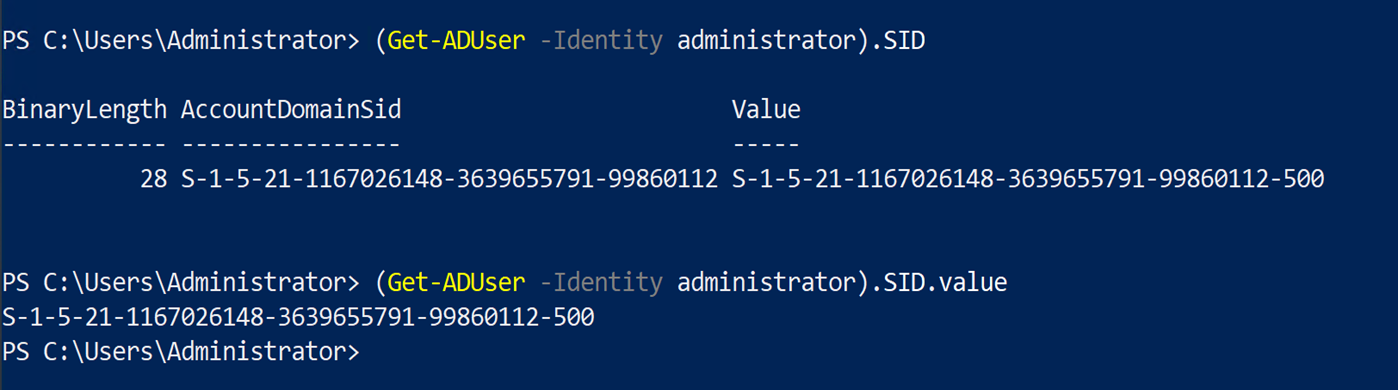 PS C:\Users\Administrator> (Get-ADUser -Identity administrator).SID
BinaryLength AccountDomainSid Value
------------ ---------------- -----
28 S-1-5-21-1167026148-3639655791-99860112 S-1-5-21-1167026148-3639655791-99860112-500
PS C:\Users\Administrator> (Get-ADUser -Identity administrator).SID.value
S-1-5-21-1167026148-3639655791-99860112-500
PS C:\Users\Administrator>